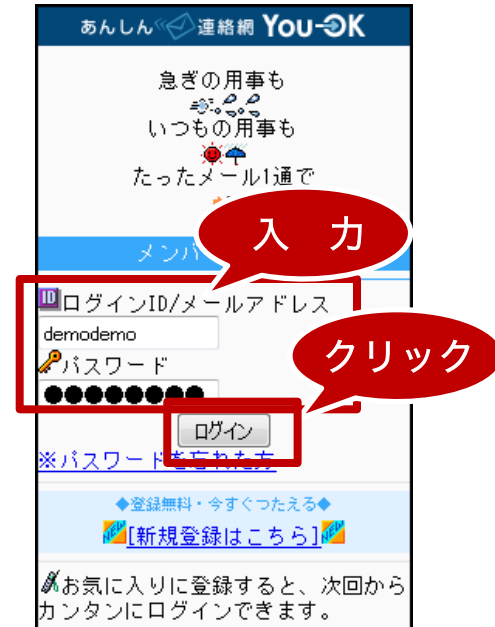 あんしん連絡網 You-OK
急ぎの用事も
いつもの用事も
たったメール1通で
入 力
メンバ
IDログインID/メールアドレス
demodemo
パスワード
●●●●●●●●
クリック
ログイン
※パスワードを忘れた方
◆登録無料・今すぐつたえる◆
NEW[新規登録はこちら]NEW
お気に入りに登録すると、次回から
カンタンにログインできます。